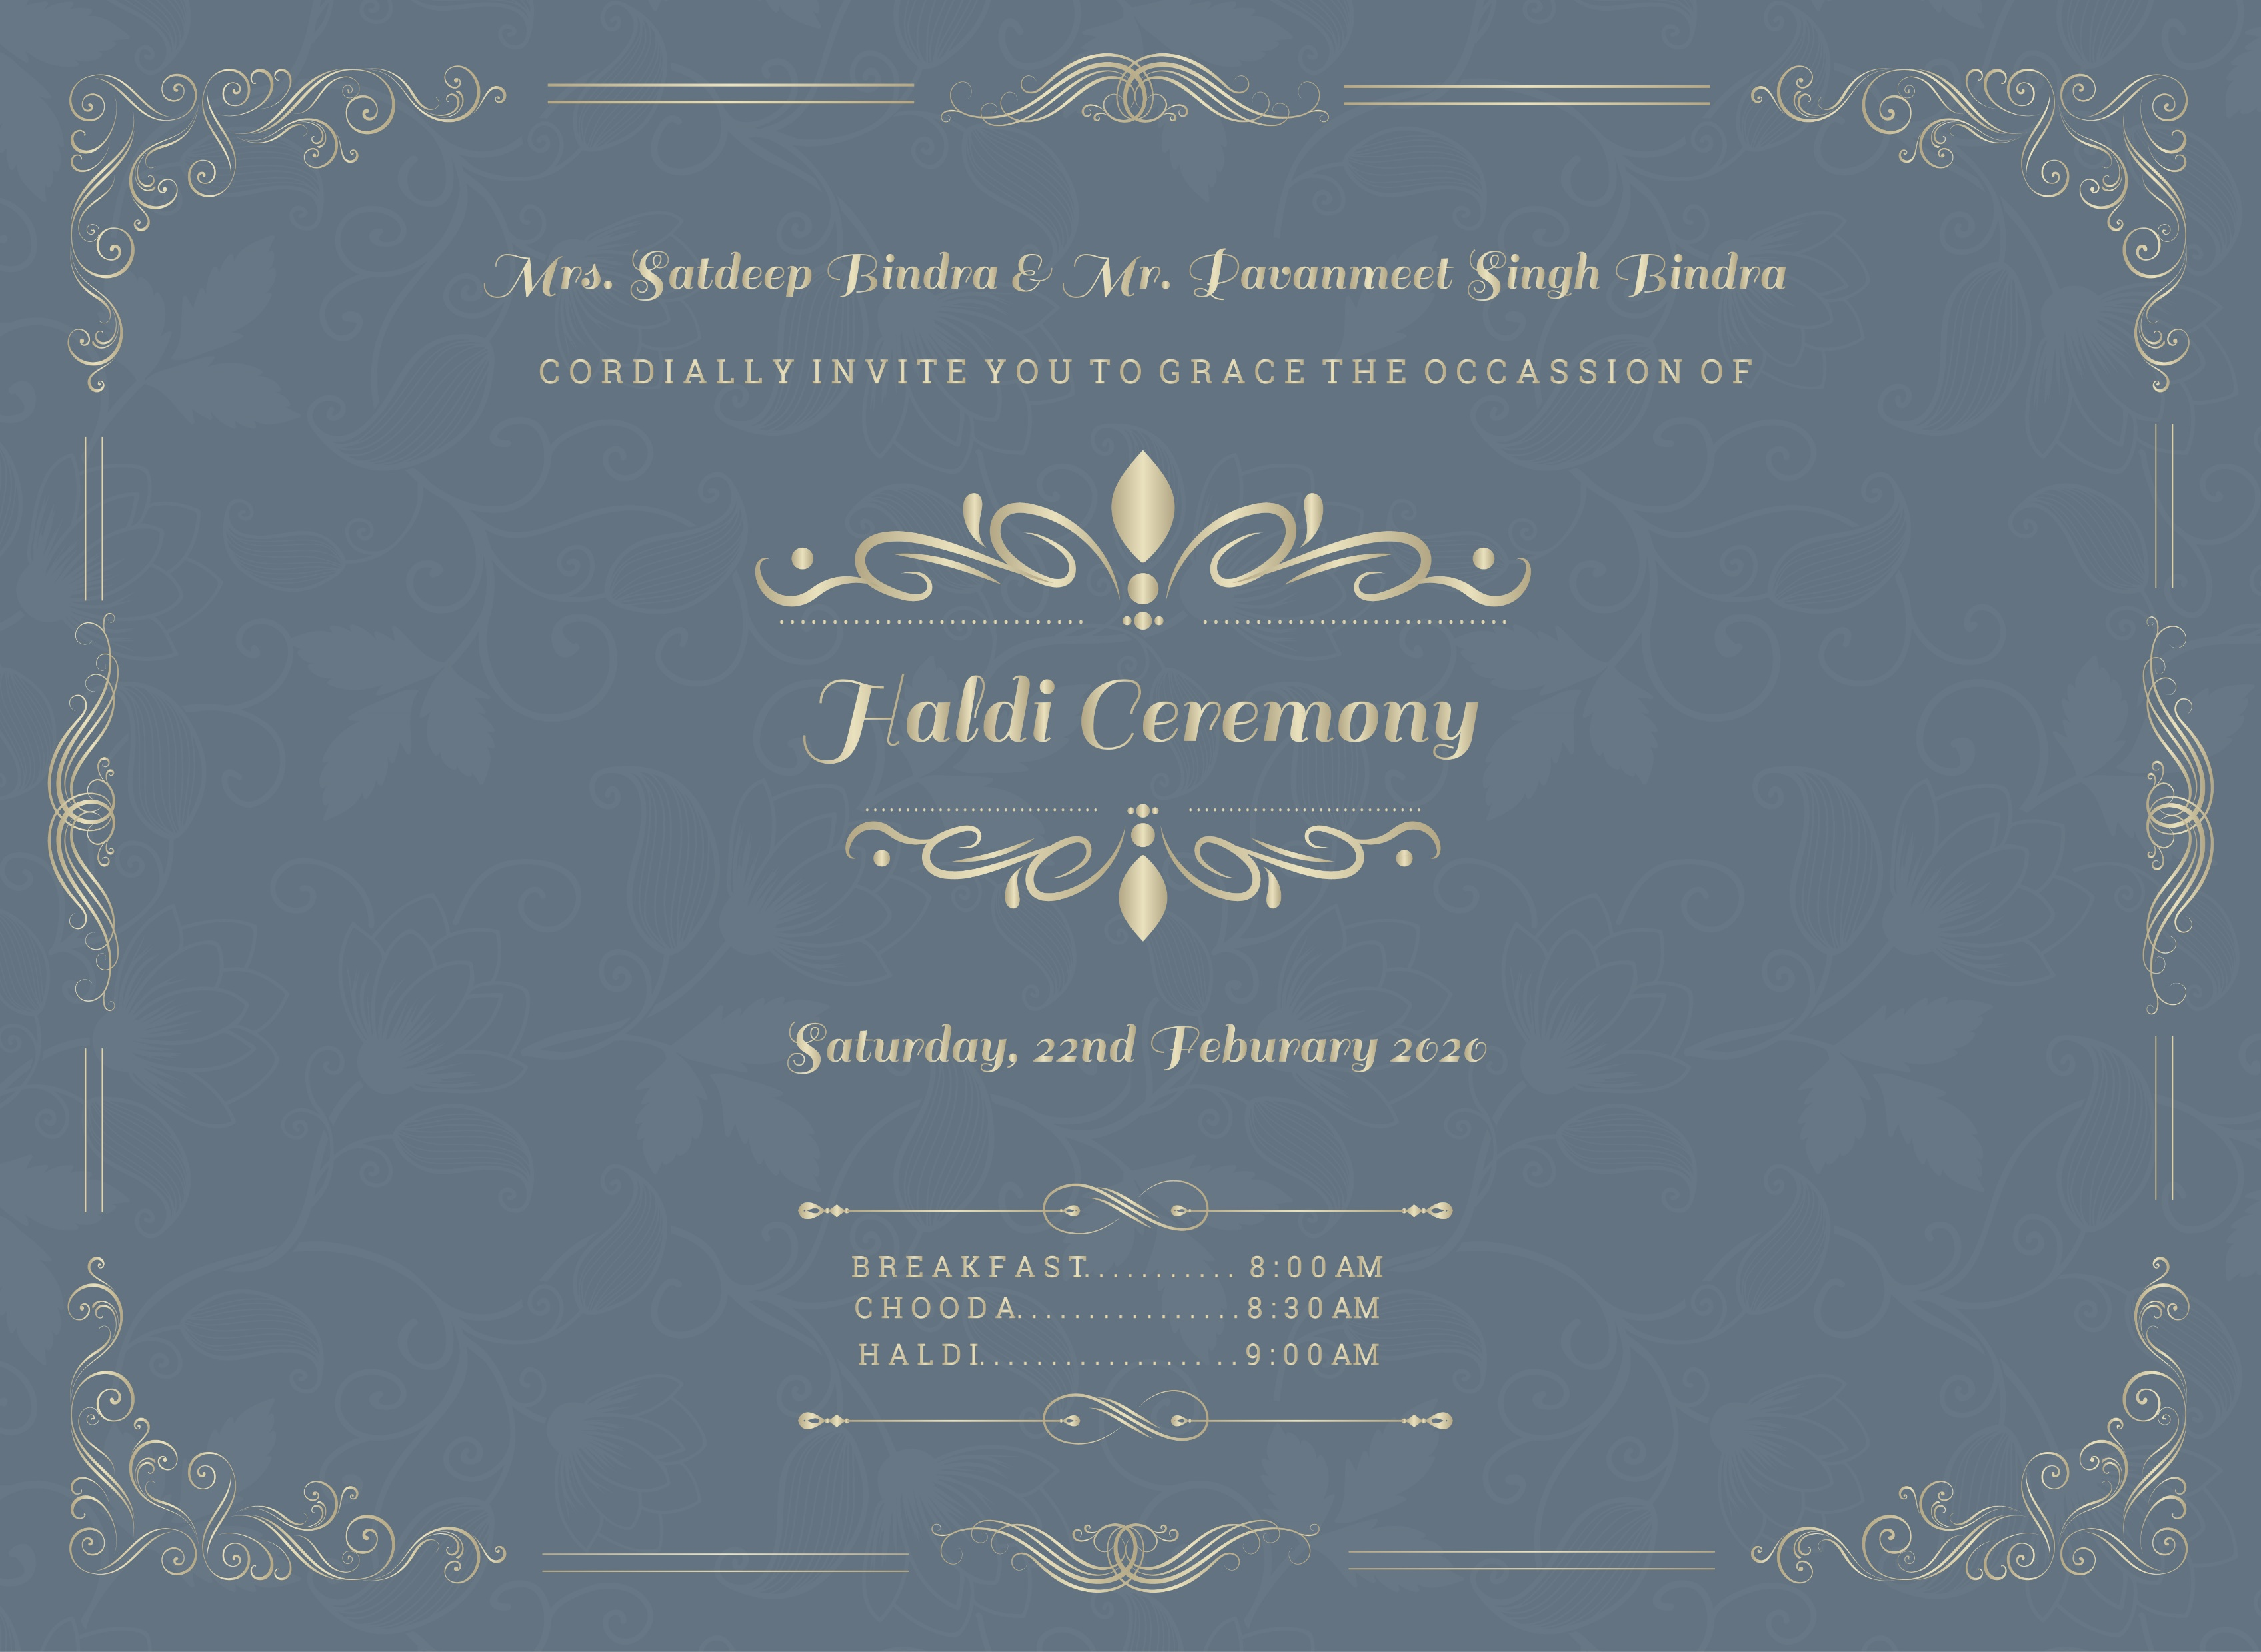 Mrs. Satdeep Bindra & Mr. Pavanmeet Singh Bindra
CORDIALLY INVITE YOU TO GRACE THE OCCASSION OF
Haldi Ceremony
Saturday, 22nd Feburary 2020
BREAKFAST........... 8:00AM
CHOODA................8:30AM
HALDI................ ..9:00AM